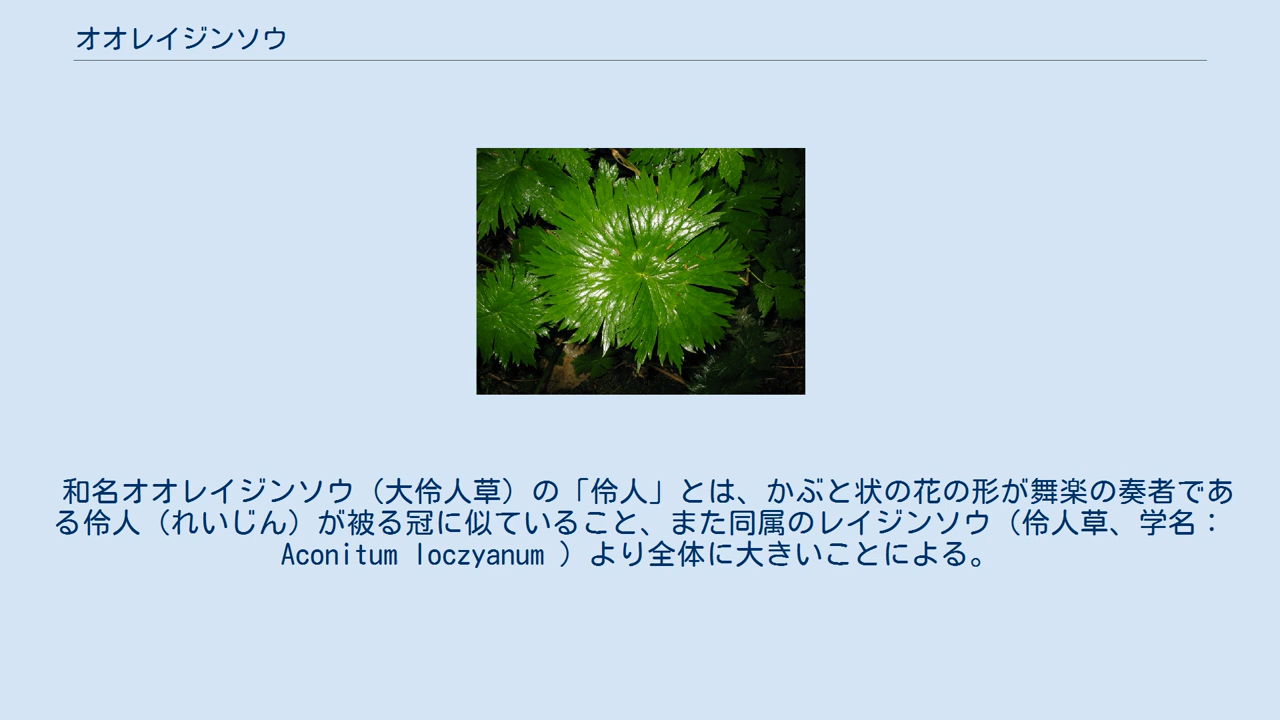 オオレイジンソウ
和名オオレイジンソウ（大伶人草）の「伶人」とは、かぶと状の花の形が舞楽の奏者であ
る伶人（れいじん）が被る冠に似ていること、また同属のレイジンソウ（伶人草、学名：
Aconitum loczyanum ）より全体に大きいことによる。